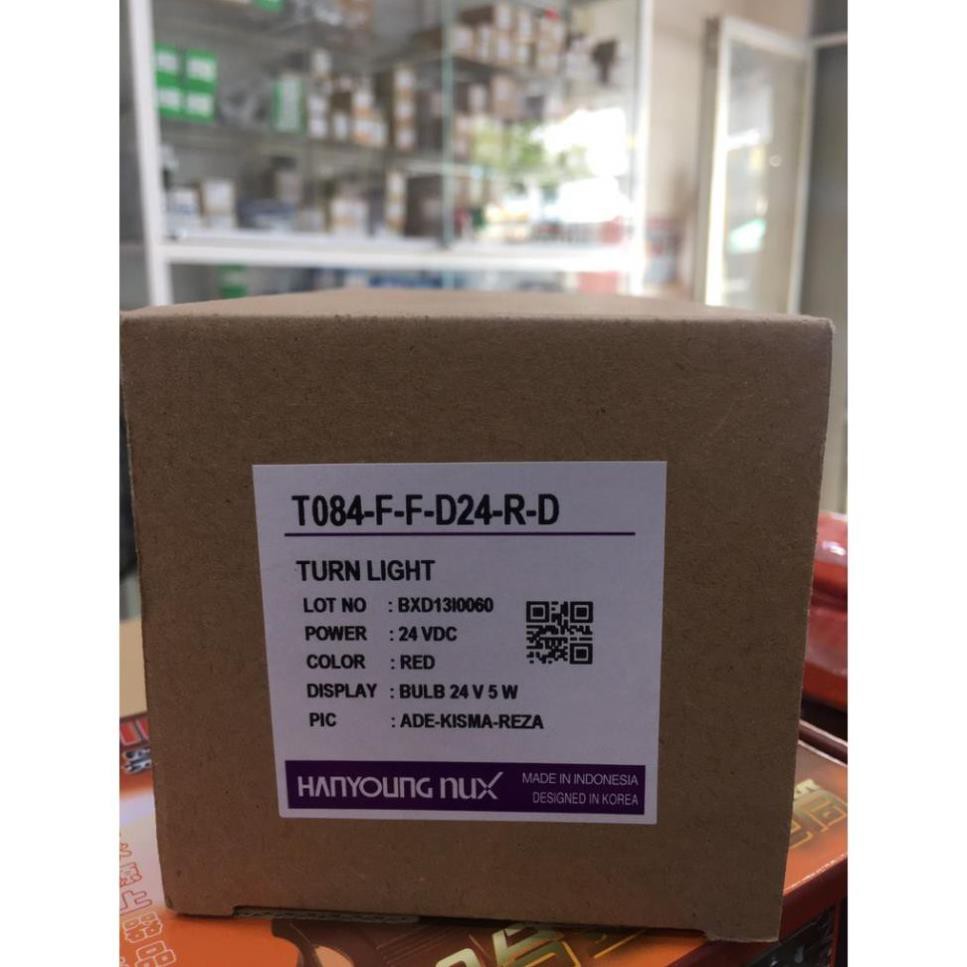 T084-F-F-D24-R-D
TURN LIGHT
LOT NO : BXD13I0060
POWER : 24 VDC
COLOR : RED
DISPLAY : BULB 24 V 5 W
PIC : ADE-KISMA-REZA
HANYOUNG NUX
MADE IN INDONESIA
DESIGNED IN KOREA